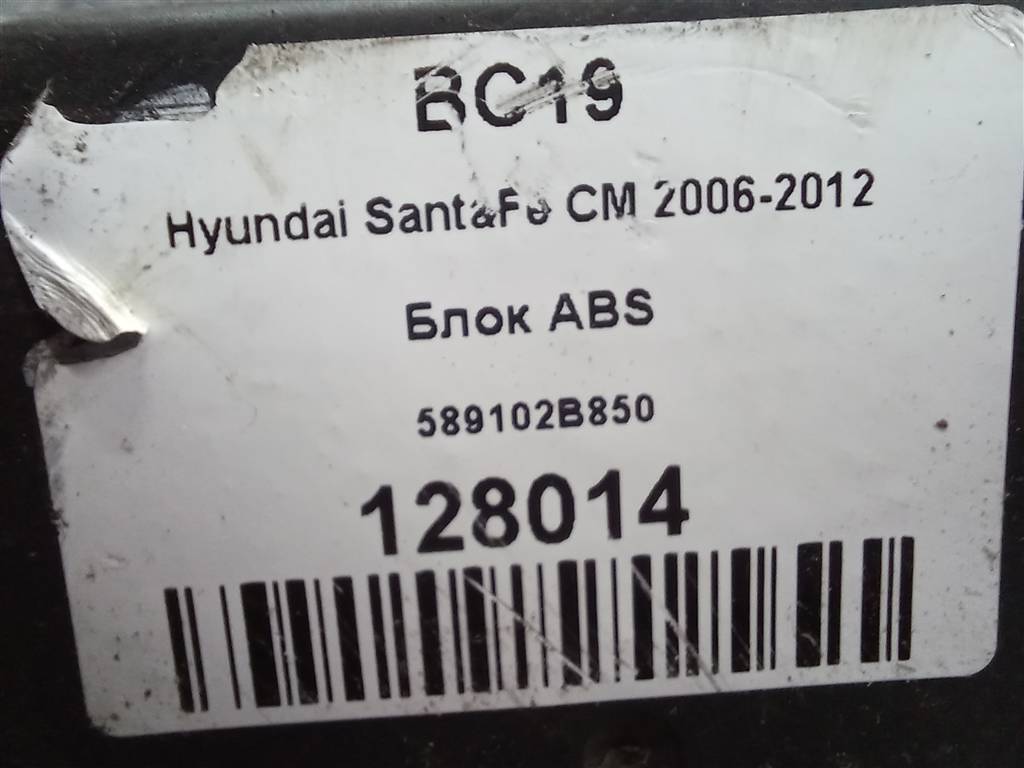 BC19
Hyundai SantaFe CM 2006-2012
Блок ABS
589102B850
128014